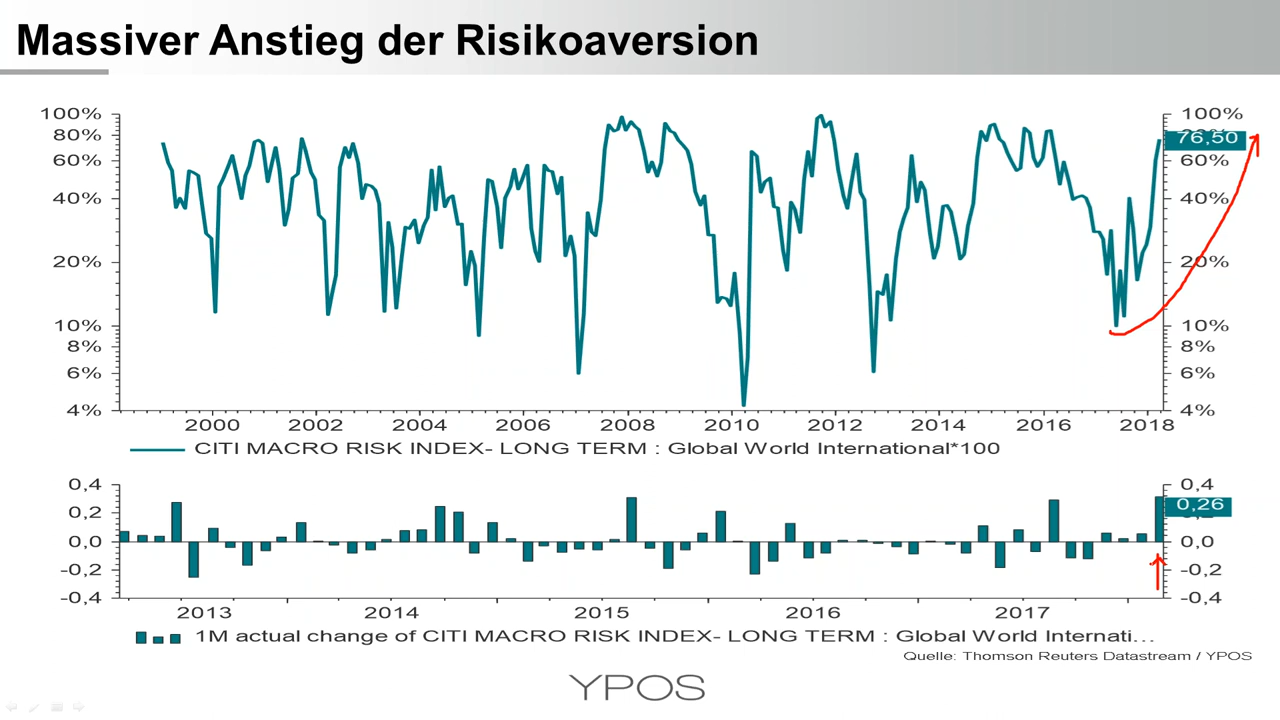 Massiver Anstieg der Risikoaversion
100% 100%
80%
76,50
60% 60%
40% 40%
20% 20%
10% 10%
8% 8%
6% 6%
4% 4%
2000 2002 2004 2006 2008 2010 2012 2014 2016 2018
CITI MACRO RISK INDEX- LONG TERM : Global World International*100
0,4 0,4
0,26
0,2
0,0 0,0
-0,2 -0,2
-0,4 -0,4
2013 2014 2015 2016 2017
1M actual change of CITI MACRO RISK INDEX- LONG TERM : Global World Internati...
Quelle: Thomson Reuters Datastream / YPOS
YPOS